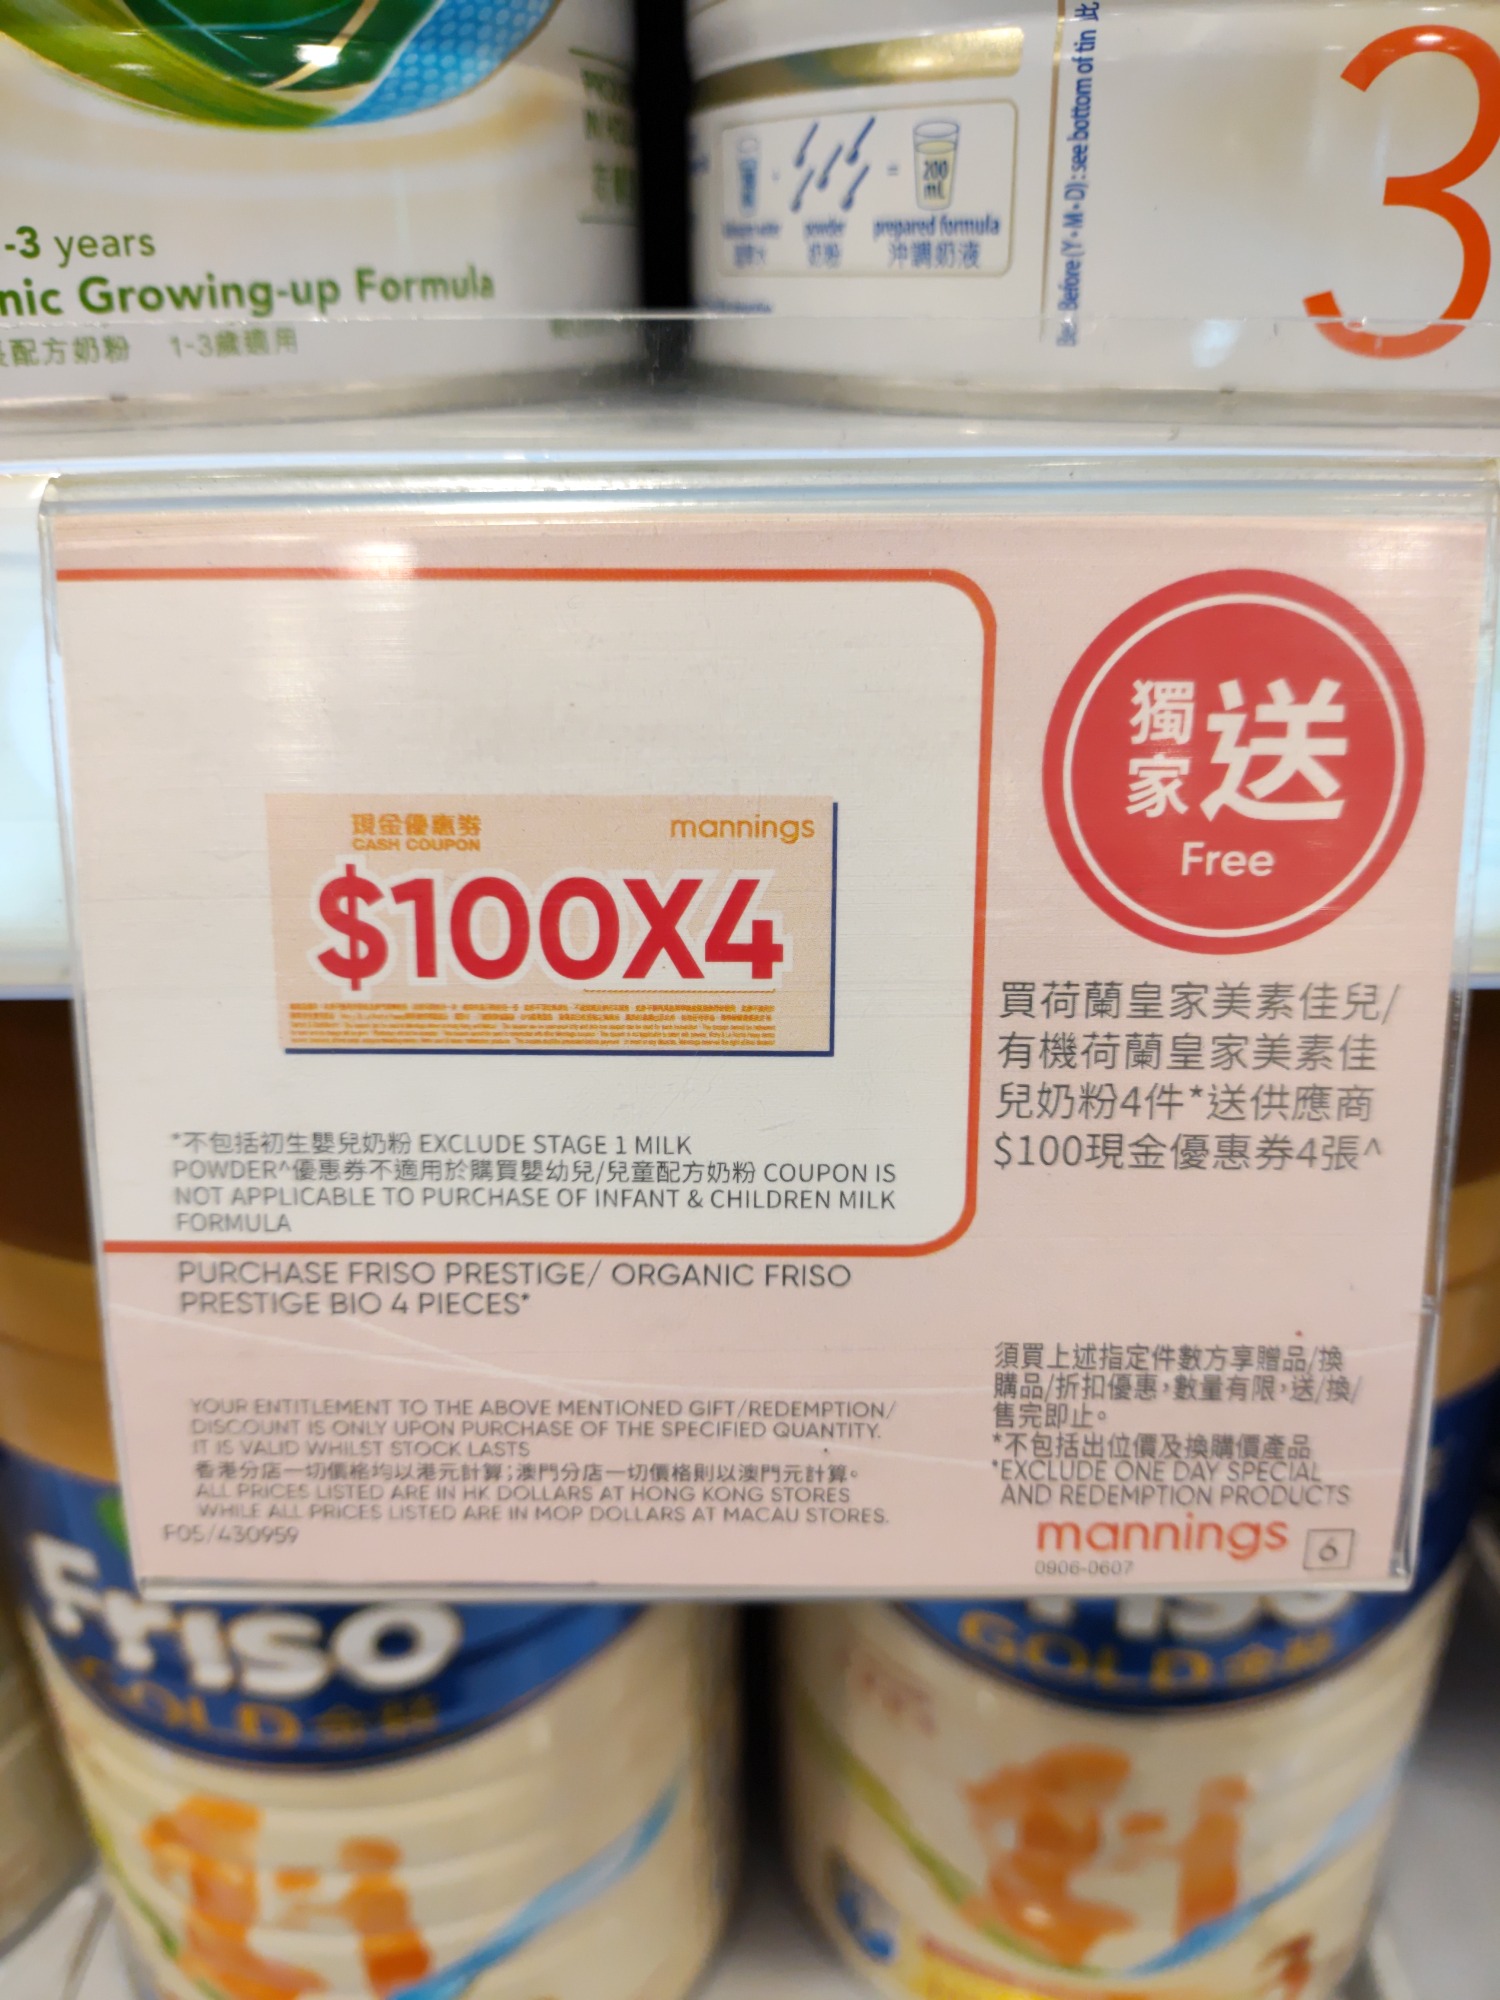 -3 years
nic Growing-up Formula
配方奶粉 1-3歲適用
200
mL
powder
奶粉
prepared formula
沖調奶液
Before (Y•M•D): see bottom of tin 此
3
獨家
送
Free
現金優惠券
CASH COUPON
mannings
$100X4
買荷蘭皇家美素佳兒/
有機荷蘭皇家美素佳
兒奶粉4件*送供應商
$100現金優惠券4張^
*不包括初生嬰兒奶粉 EXCLUDE STAGE 1 MILK
POWDER^優惠券不適用於購買嬰幼兒/兒童配方奶粉 COUPON IS
NOT APPLICABLE TO PURCHASE OF INFANT & CHILDREN MILK
FORMULA
PURCHASE FRISO PRESTIGE/ ORGANIC FRISO
PRESTIGE BIO 4 PIECES*
YOUR ENTITLEMENT TO THE ABOVE MENTIONED GIFT/REDEMPTION/
DISCOUNT IS ONLY UPON PURCHASE OF THE SPECIFIED QUANTITY.
IT IS VALID WHILST STOCK LASTS
香港分店一切價格均以港元計算;澳門分店一切價格則以澳門元計算。
ALL PRICES LISTED ARE IN HK DOLLARS AT HONG KONG STORES
WHILE ALL PRICES LISTED ARE IN MOP DOLLARS AT MACAU STORES.
F05/430959
須買上述指定件數方享贈品/換
購品/折扣優惠,數量有限,送/換/
售完即止。
*不包括出位價及換購價產品
*EXCLUDE ONE DAY SPECIAL
AND REDEMPTION PRODUCTS
mannings 6
0906-0607
Friso
GOLD
Friso
GOLD
3